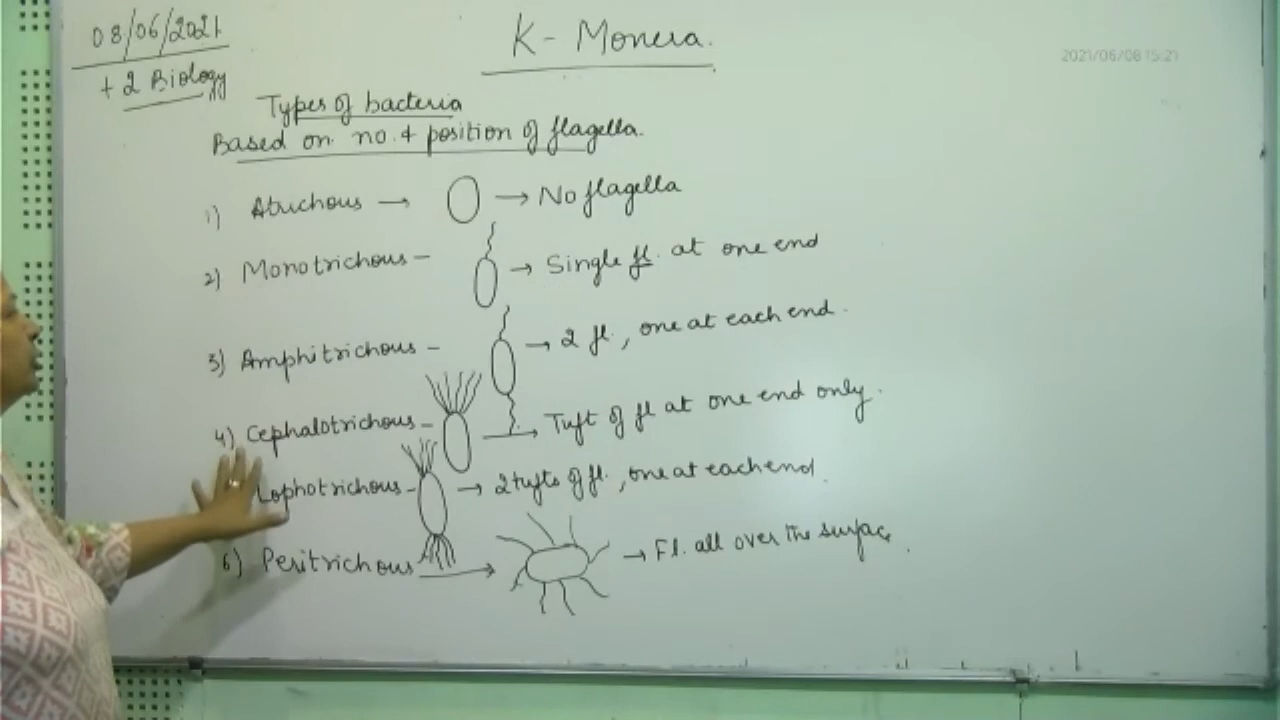 08/06/2021
+2 Biology
K - Monera.
2021/06/08 15:21
Types of bacteria
Based on no. & position of flagella.
1) Atrichous → → No flagella
2) Monotrichous - → Single fl. at one end
3) Amphitrichous - → 2 fl., one at each end.
4) Cephalotrichous - → Tuft of fl at one end only.
Lophotrichous - → 2 tufts of fl., one at each end.
6) Peritrichous → → Fl. all over the surface.